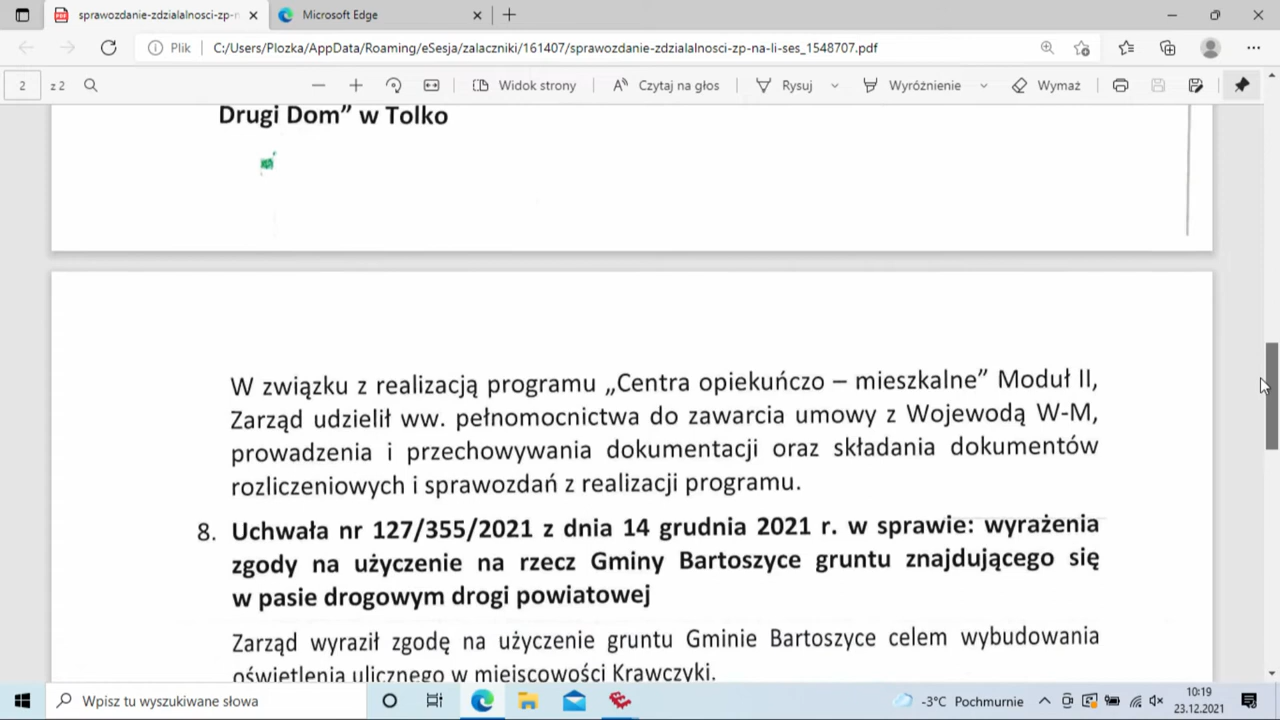 sprawozdanie-zdzialalnosci-zp-n
Microsoft Edge
Plik
C:/Users/Plozka/AppData/Roaming/eSesja/zalaczniki/161407/sprawozdanie-zdzialalnosci-zp-na-li-ses_1548707.pdf
2 z 2
Widok strony
Czytaj na głos
Rysuj
Wyróżnienie
Wymaż
Drugi Dom” w Tolko
W związku z realizacją programu „Centra opiekuńczo – mieszkalne” Moduł II,
Zarząd udzielił ww. pełnomocnictwa do zawarcia umowy z Wojewodą W-M,
prowadzenia i przechowywania dokumentacji oraz składania dokumentów
rozliczeniowych i sprawozdań z realizacji programu.
8. Uchwała nr 127/355/2021 z dnia 14 grudnia 2021 r. w sprawie: wyrażenia
zgody na użyczenie na rzecz Gminy Bartoszyce gruntu znajdującego się
w pasie drogowym drogi powiatowej
Zarząd wyraził zgodę na użyczenie gruntu Gminie Bartoszyce celem wybudowania
oświetlenia ulicznego w miejscowości Krawczyki.
Wpisz tu wyszukiwane słowa
-3°C Pochmurnie
10:19
23.12.2021